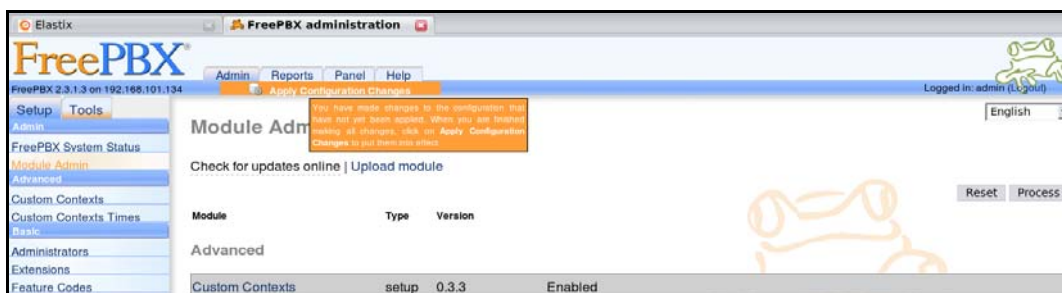 Elastix
FreePBX administration
FreePBX®
Admin Reports Panel Help
FreePBX 2.3.1.3 on 192.168.101.134
Apply Configuration Changes
Logged in: admin (Logout)
Setup Tools
English
You have made changes to the configuration that
have not yet been applied. When you are finished
making all changes, click on Apply Configuration
Changes to put them into effect
Admin
FreePBX System Status
Module Admin
Advanced
Custom Contexts
Custom Contexts Times
Basic
Administrators
Extensions
Feature Codes
Module Adm
Check for updates online | Upload module
Reset Process
Module Type Version
Advanced
Custom Contexts setup 0.3.3 Enabled